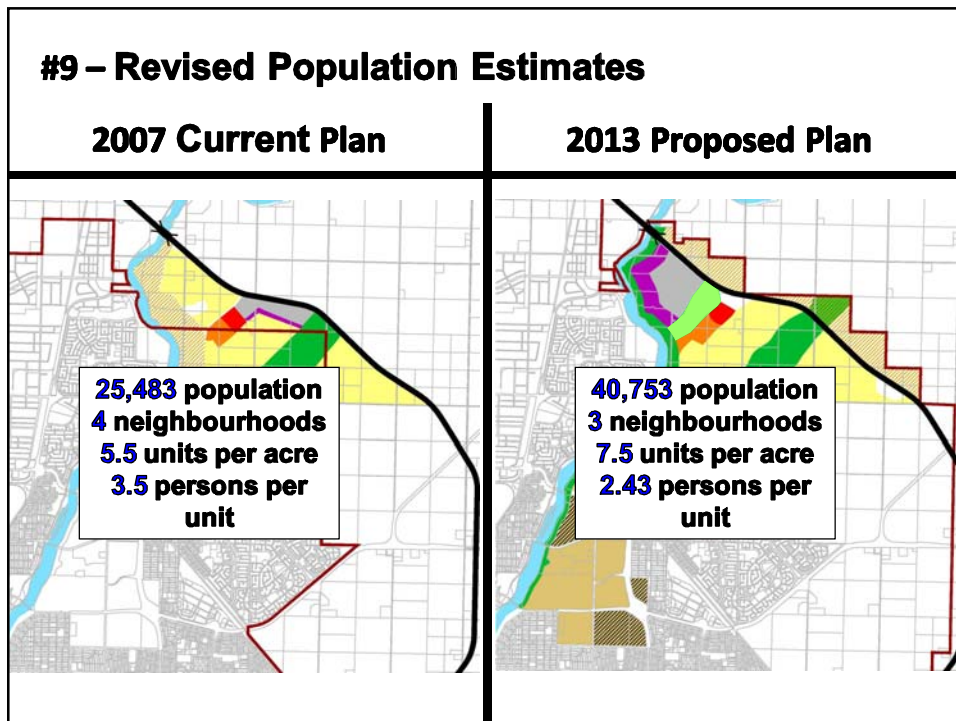 #9 – Revised Population Estimates
2007 Current Plan
2013 Proposed Plan
25,483 population
4 neighbourhoods
5.5 units per acre
3.5 persons per
unit
40,753 population
3 neighbourhoods
7.5 units per acre
2.43 persons per
unit